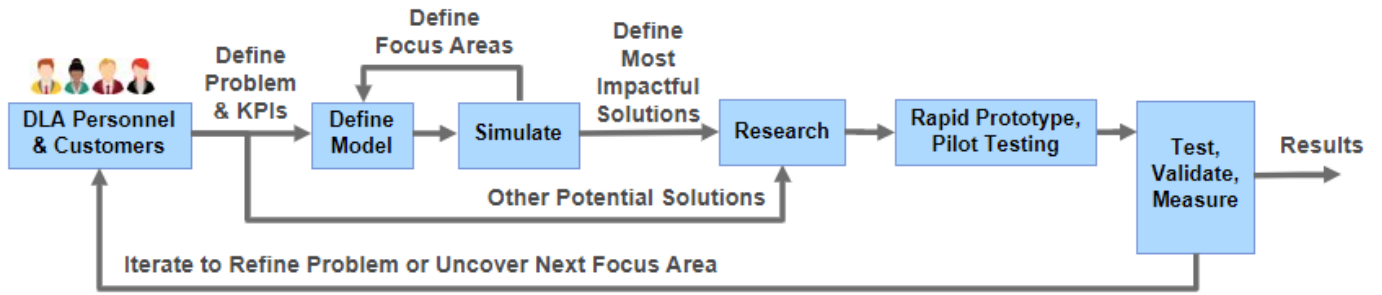 Define
Focus Areas
Define
Problem
& KPIs
Define
Most
Impactful
Solutions
DLA Personnel
& Customers
Define
Model
Simulate
Research
Rapid Prototype,
Pilot Testing
Test,
Validate,
Measure
Results
Other Potential Solutions
Iterate to Refine Problem or Uncover Next Focus Area